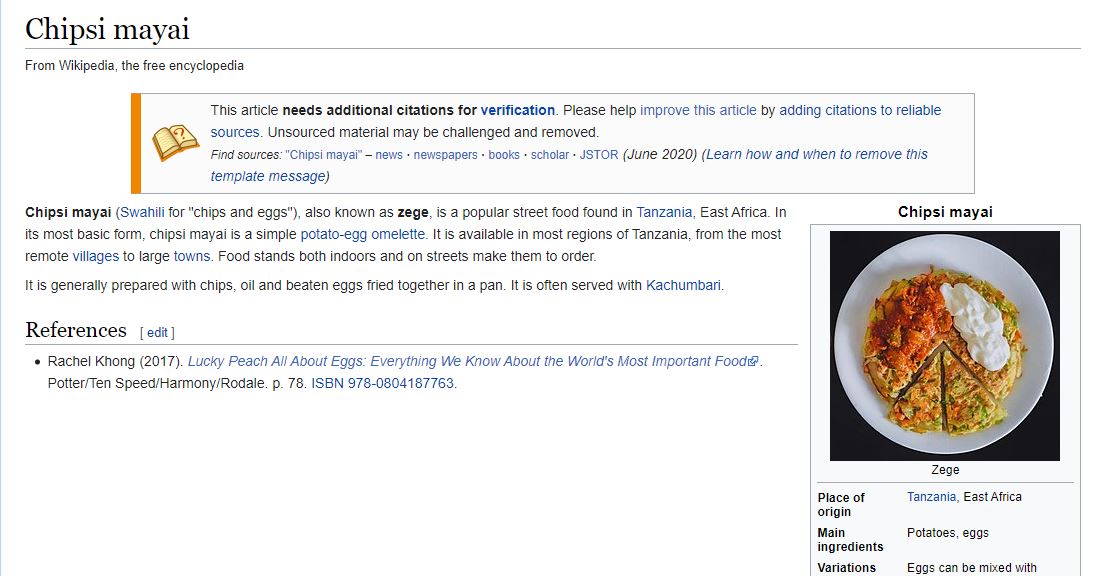 Chipsi mayai
From Wikipedia, the free encyclopedia
This article needs additional citations for verification. Please help improve this article by adding citations to reliable
sources. Unsourced material may be challenged and removed.
Find sources: "Chipsi mayai" – news · newspapers · books · scholar · JSTOR (June 2020) (Learn how and when to remove this
template message)
Chipsi mayai (Swahili for "chips and eggs"), also known as zege, is a popular street food found in Tanzania, East Africa. In
its most basic form, chipsi mayai is a simple potato-egg omelette. It is available in most regions of Tanzania, from the most
remote villages to large towns. Food stands both indoors and on streets make them to order.
It is generally prepared with chips, oil and beaten eggs fried together in a pan. It is often served with Kachumbari.
References [ edit ]
• Rachel Khong (2017). Lucky Peach All About Eggs: Everything We Know About the World's Most Important Food.
Potter/Ten Speed/Harmony/Rodale. p. 78. ISBN 978-0804187763.
Chipsi mayai
Zege
Place of origin
Tanzania, East Africa
Main ingredients
Potatoes, eggs
Variations
Eggs can be mixed with